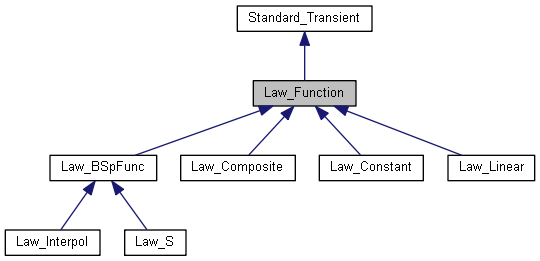 Standard_Transient
Law_Function
Law_BSpFunc
Law_Composite
Law_Constant
Law_Linear
Law_Interpol
Law_S